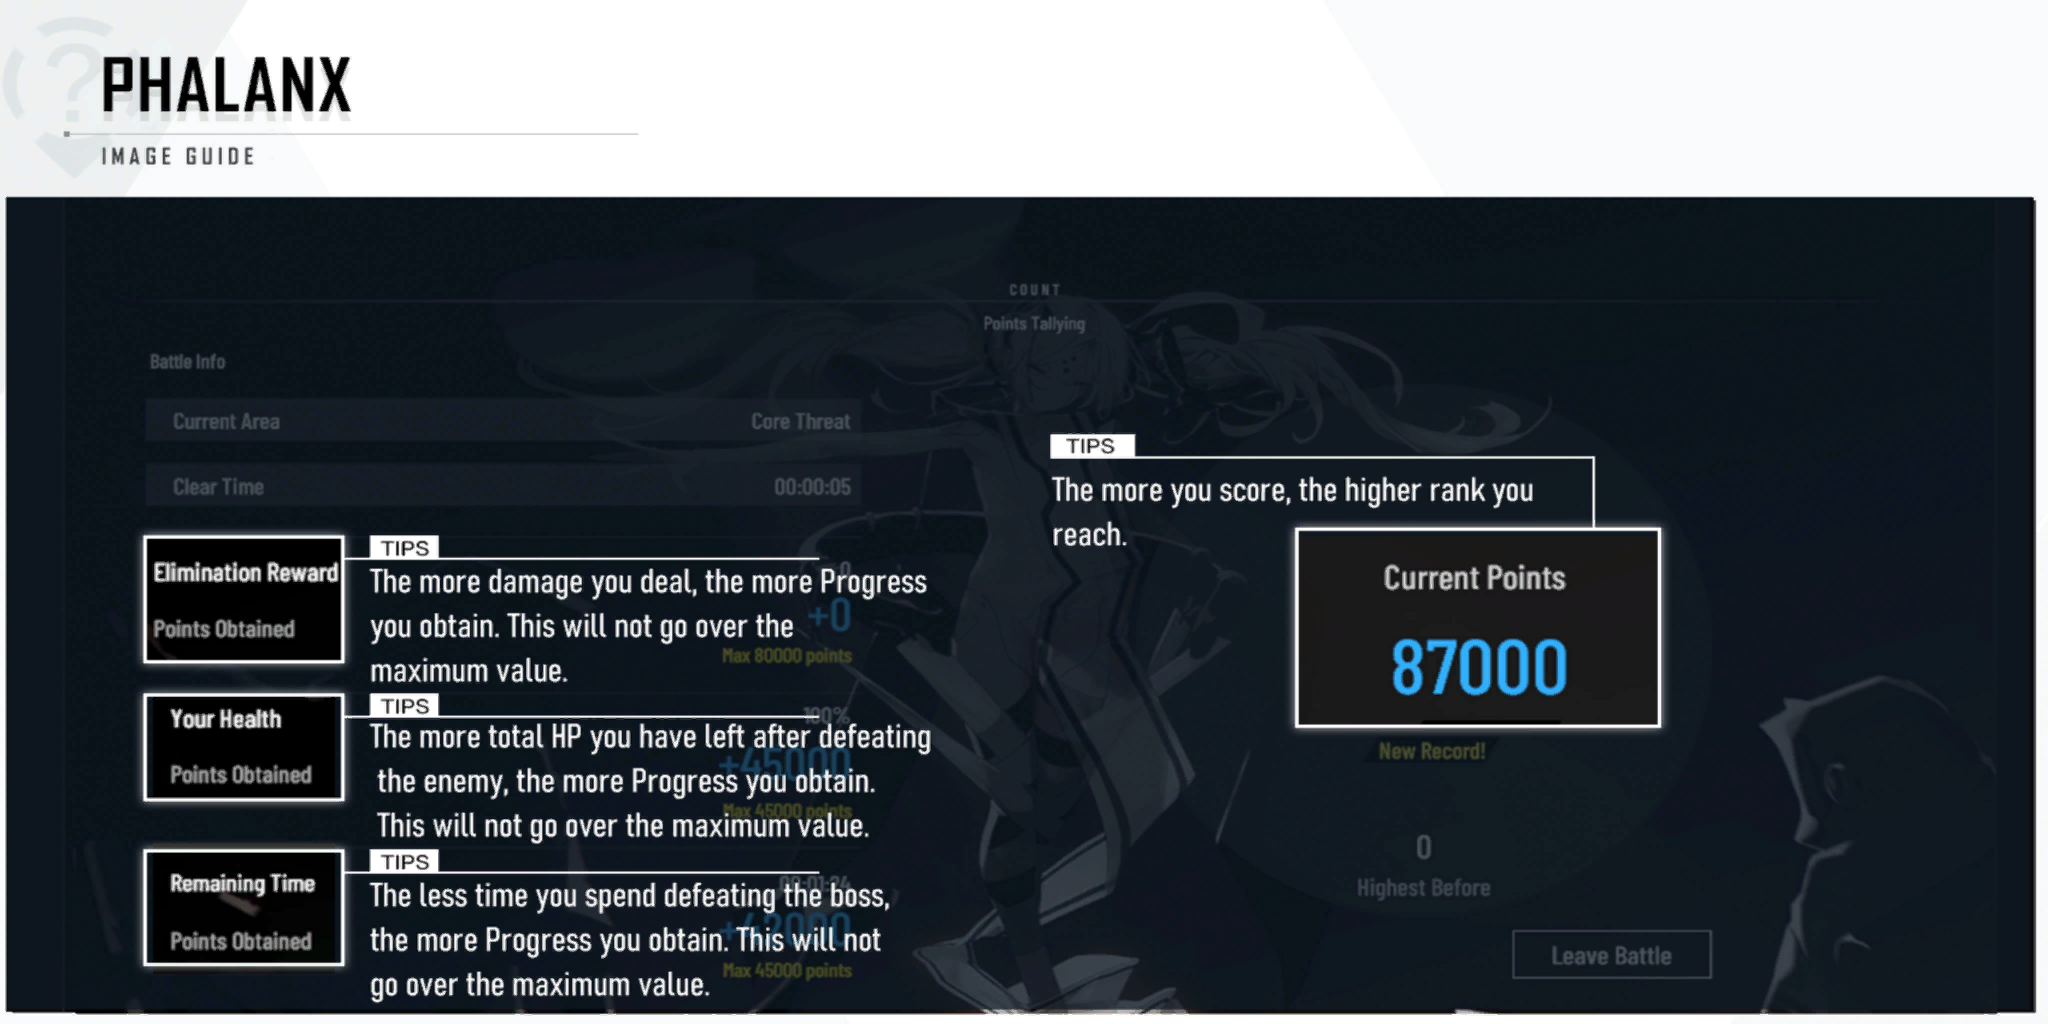 PHALANX
IMAGE GUIDE
COUNT
Points Tallying
Battle Info
Current Area
Core Threat
Clear Time
00:00:05
TIPS
The more you score, the higher rank you
reach.
Current Points
87000
New Record!
0
Highest Before
Leave Battle
Elimination Reward
Points Obtained
TIPS
The more damage you deal, the more Progress
you obtain. This will not go over the
maximum value.
+0
Max 80000 points
Your Health
Points Obtained
TIPS
100%
The more total HP you have left after defeating
the enemy, the more Progress you obtain.
This will not go over the maximum value.
+45000
Max 45000 points
Remaining Time
Points Obtained
TIPS
The less time you spend defeating the boss,
the more Progress you obtain. This will not
go over the maximum value.
+42000
Max 45000 points